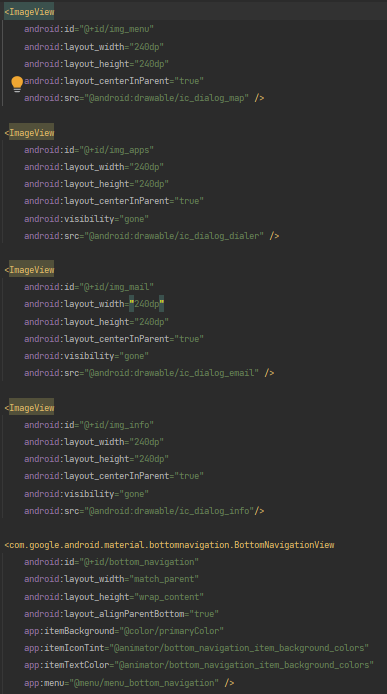 <ImageView
android:id="@+id/img_menu"
android:layout_width="240dp"
android:layout_height="240dp"
android:layout_centerInParent="true"
android:src="@android:drawable/ic_dialog_map" />
<ImageView
android:id="@+id/img_apps"
android:layout_width="240dp"
android:layout_height="240dp"
android:layout_centerInParent="true"
android:visibility="gone"
android:src="@android:drawable/ic_dialog_dialer" />
<ImageView
android:id="@+id/img_mail"
android:layout_width="240dp"
android:layout_height="240dp"
android:layout_centerInParent="true"
android:visibility="gone"
android:src="@android:drawable/ic_dialog_email" />
<ImageView
android:id="@+id/img_info"
android:layout_width="240dp"
android:layout_height="240dp"
android:layout_centerInParent="true"
android:visibility="gone"
android:src="@android:drawable/ic_dialog_info"/>
<com.google.android.material.bottomnavigation.BottomNavigationView
android:id="@+id/bottom_navigation"
android:layout_width="match_parent"
android:layout_height="wrap_content"
android:layout_alignParentBottom="true"
app:itemBackground="@color/primaryColor"
app:itemIconTint="@animator/bottom_navigation_item_background_colors"
app:itemTextColor="@animator/bottom_navigation_item_background_colors"
app:menu="@menu/menu_bottom_navigation" />